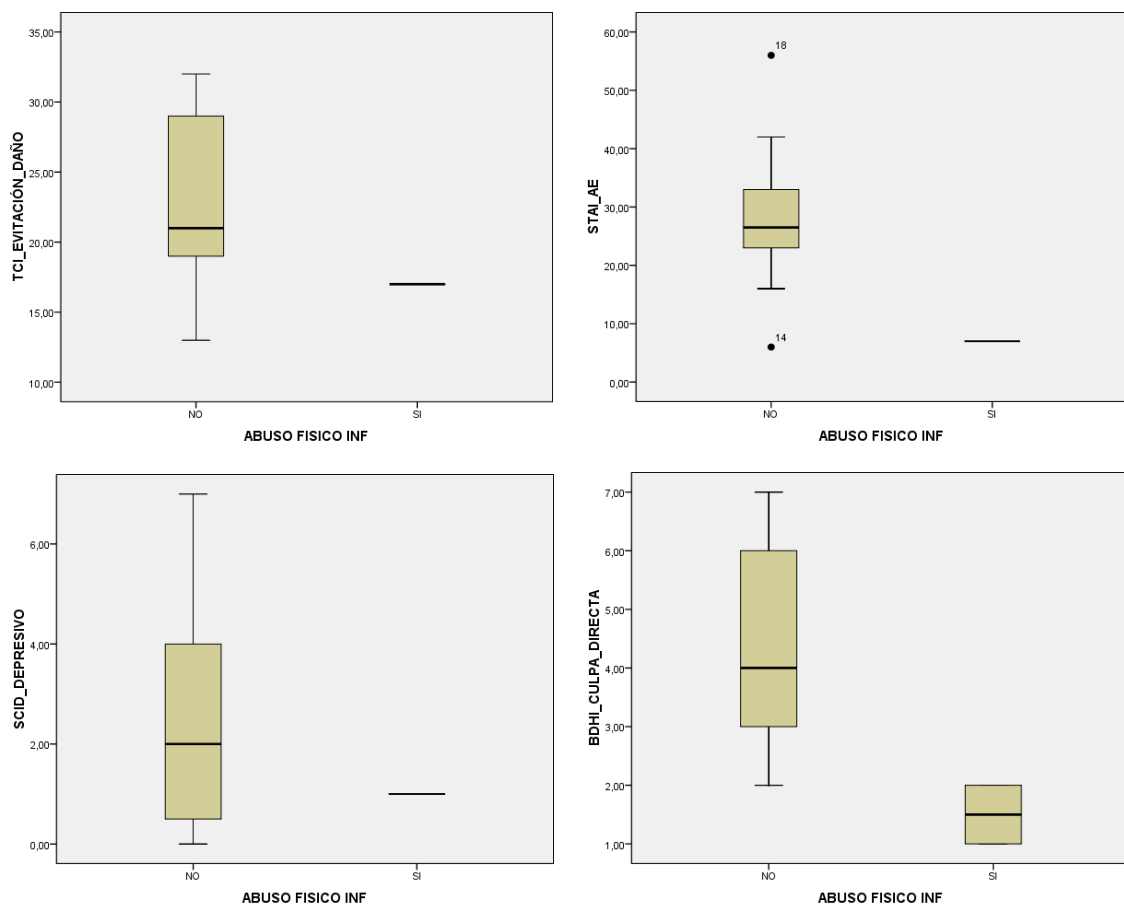 35,00
30,00
25,00
20,00
15,00
10,00
TCI_EVITACIÓN_DAÑO
NO
SI
ABUSO FISICO INF
60,00
50,00
40,00
30,00
20,00
10,00
0,00
STAI_AE
18
14
NO
SI
ABUSO FISICO INF
6,00
4,00
2,00
0,00
SCID_DEPRESIVO
NO
SI
ABUSO FISICO INF
7,00
6,00
5,00
4,00
3,00
2,00
1,00
BDHI_CULPA_DIRECTA
NO
SI
ABUSO FISICO INF